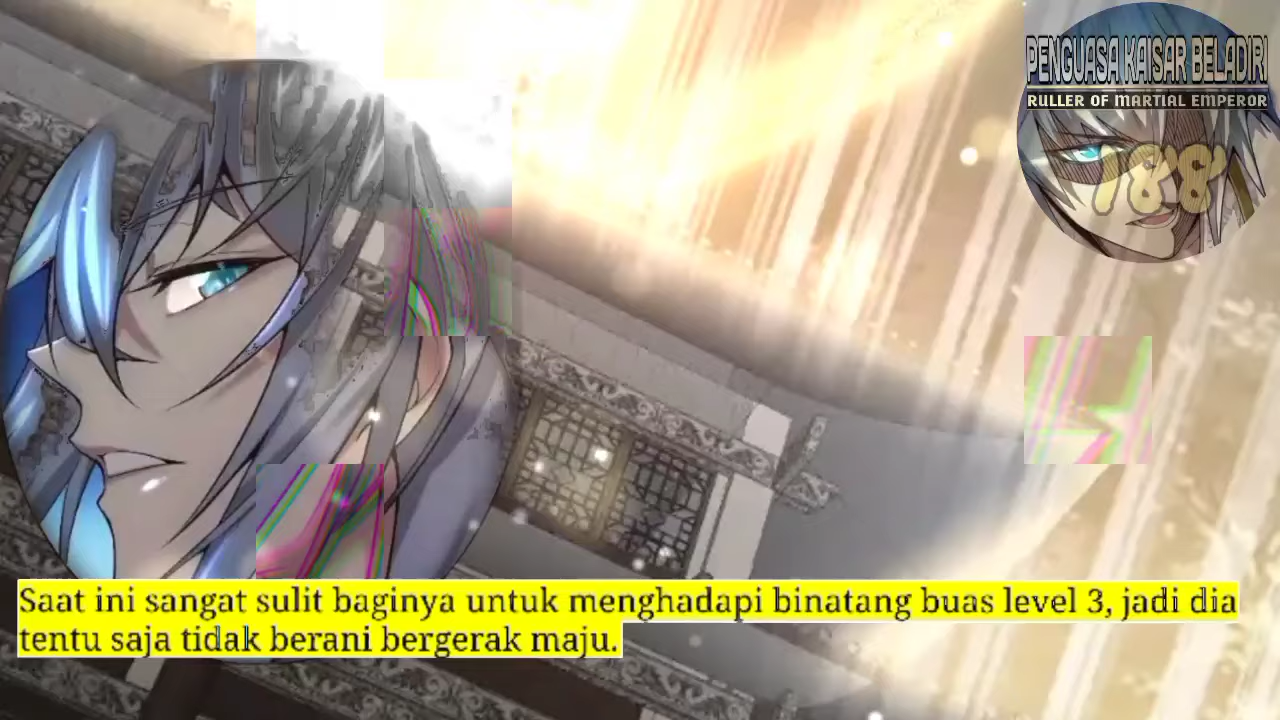 PENGUASA KAISAR BELADIRI
RULLER OF MARTIAL EMPEROR
188
Saat ini sangat sulit baginya untuk menghadapi binatang buas level 3, jadi dia
tentu saja tidak berani bergerak maju.